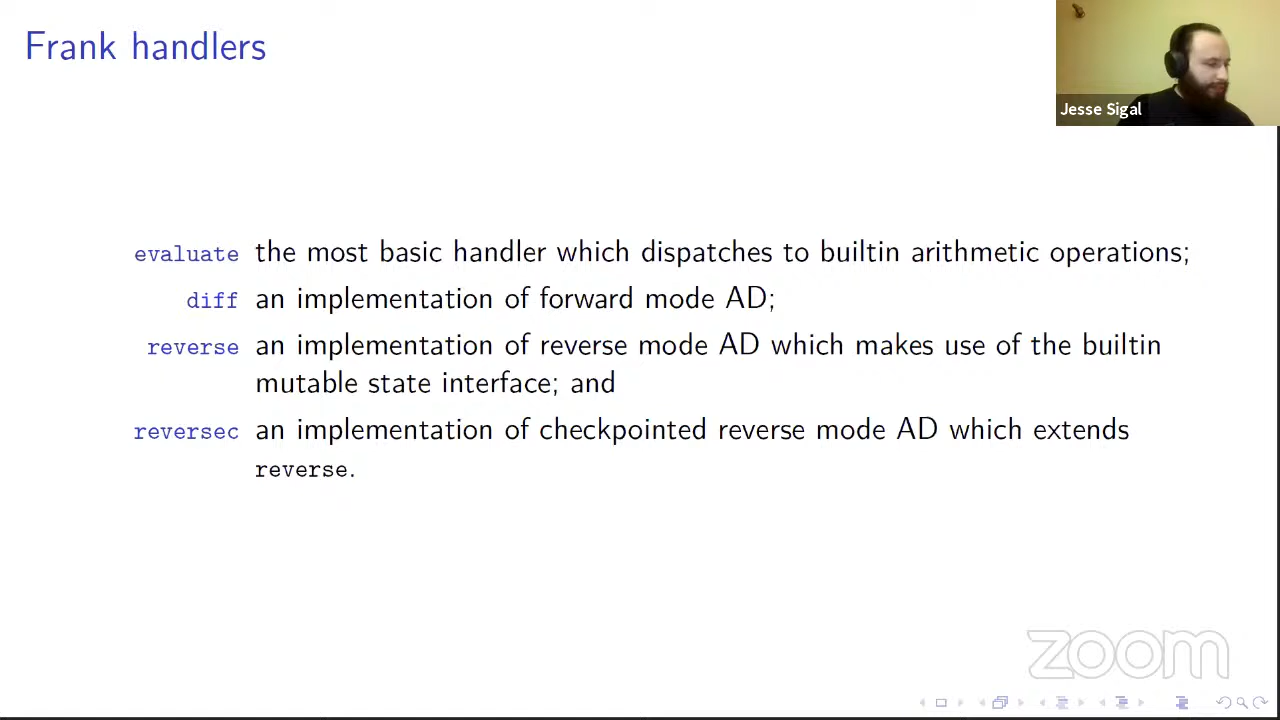 Frank handlers
Jesse Sigal
evaluate the most basic handler which dispatches to builtin arithmetic operations;
diff an implementation of forward mode AD;
reverse an implementation of reverse mode AD which makes use of the builtin
mutable state interface; and
reversec an implementation of checkpointed reverse mode AD which extends
reverse.
zoom